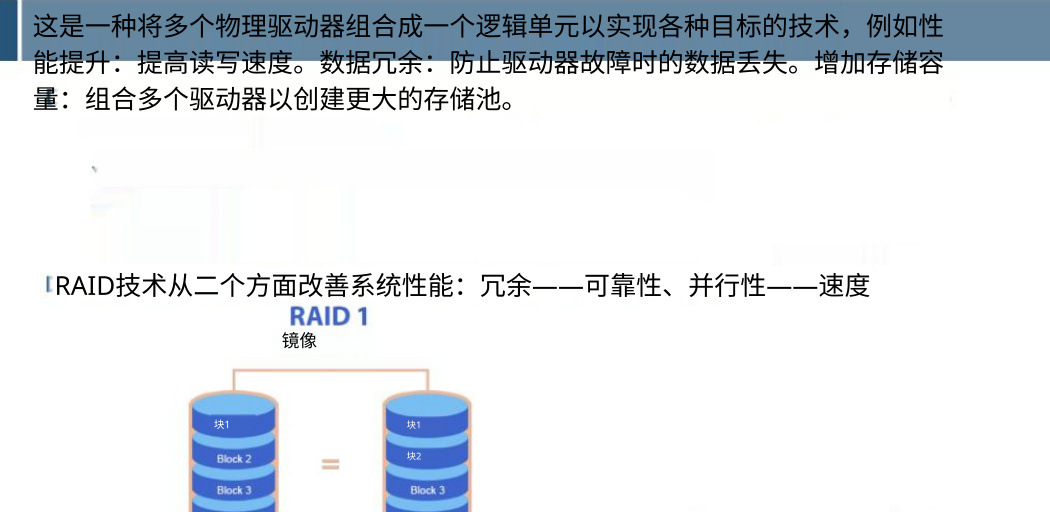 这是一种将多个物理驱动器组合成一个逻辑单元以实现各种目标的技术，例如性
能提升：提高读写速度。数据冗余：防止驱动器故障时的数据丢失。增加存储容
量：组合多个驱动器以创建更大的存储池。
RAID技术从二个方面改善系统性能：冗余——可靠性、并行性——速度
RAID 1
镜像
块1
块1
Block 2
块2
=
Block 3
Block 3